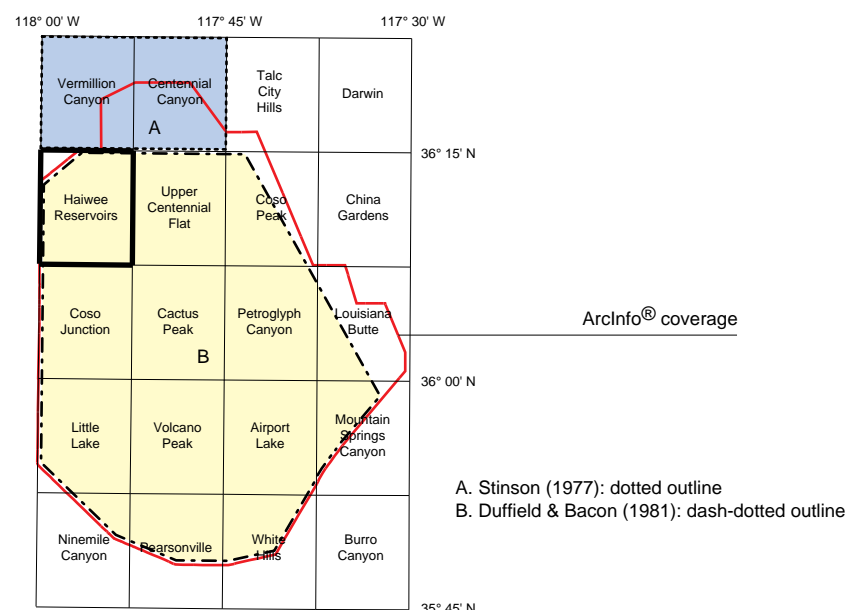 118° 00' W 117° 45' W 117° 30' W
Vermillion Canyon
Centennial Canyon
Talc City Hills
Darwin
A
36° 15' N
Haiwee Reservoirs
Upper Centennial Flat
Coso Peak
China Gardens
Coso Junction
Cactus Peak
Petroglyph Canyon
Louisiana Butte
ArcInfo® coverage
B
36° 00' N
Little Lake
Volcano Peak
Airport Lake
Mountain Springs Canyon
A. Stinson (1977): dotted outline
B. Duffield & Bacon (1981): dash-dotted outline
Ninemile Canyon
Pearsonville
White Hills
Burro Canyon
35° 45' N